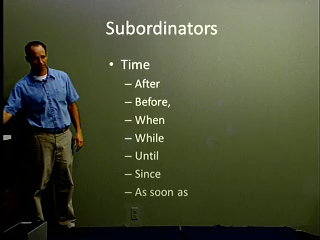 Subordinators
• Time
– After
– Before,
– When
– While
– Until
– Since
– As soon as